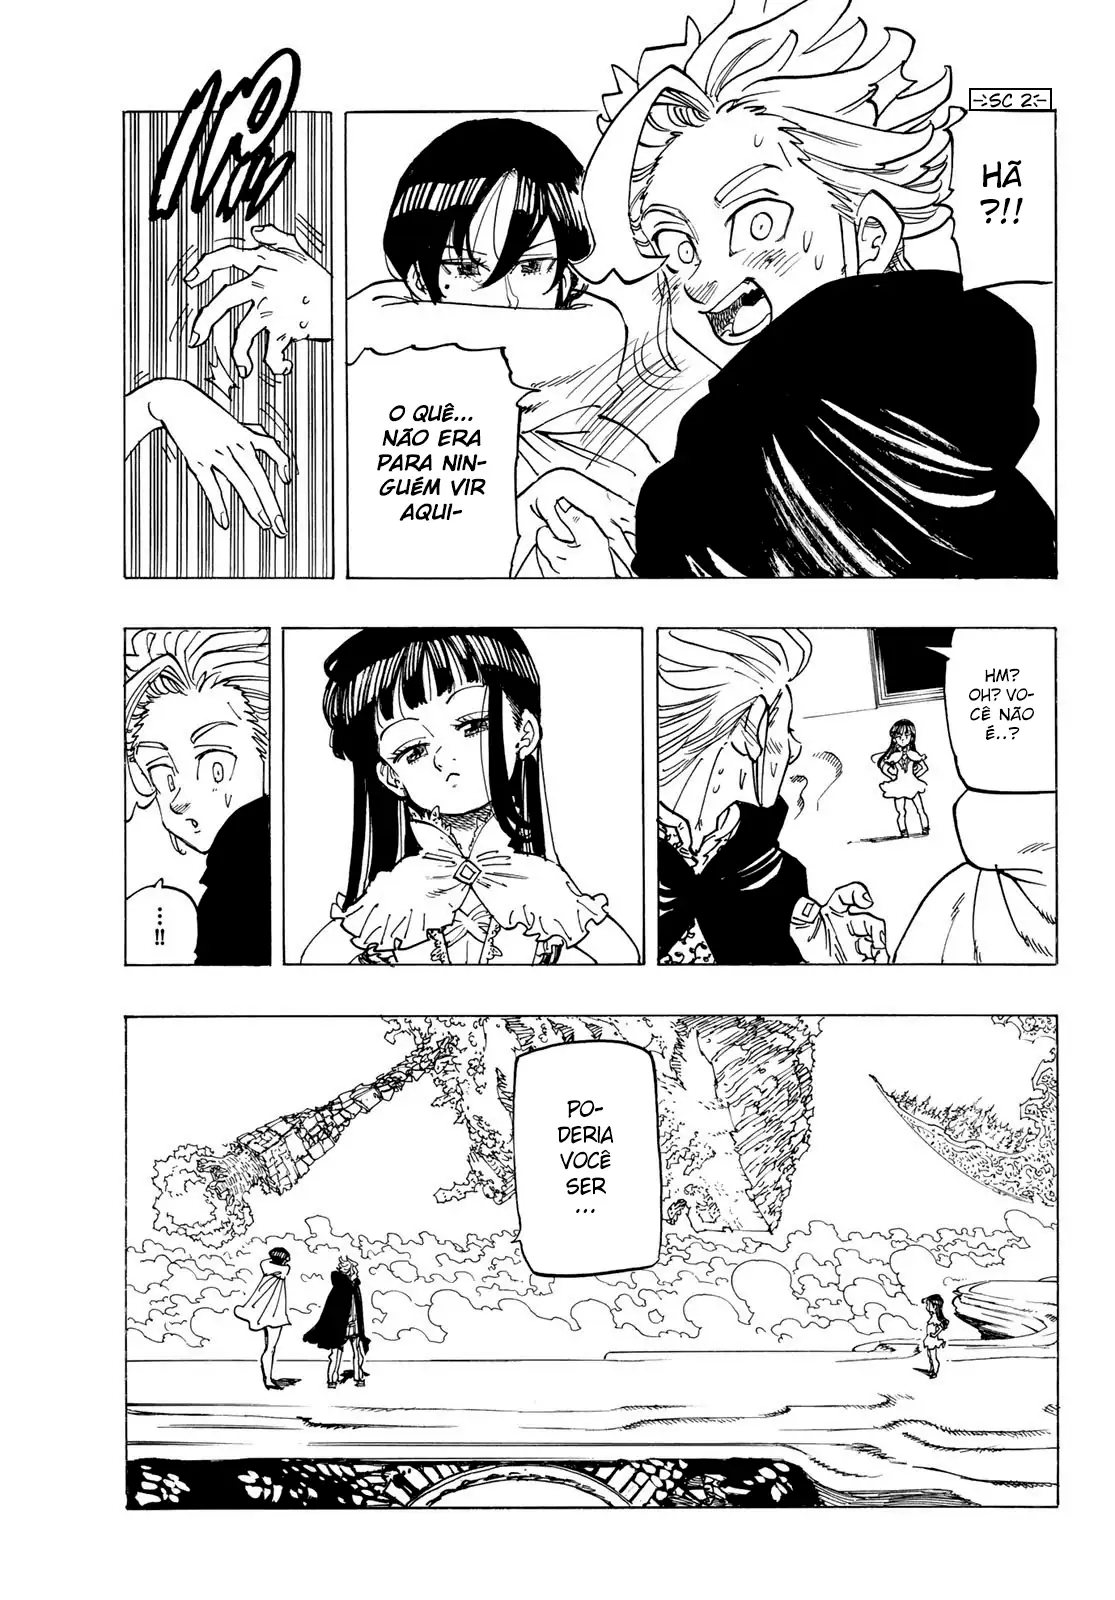 SC 2
HÃ
?!!
O QUÊ...
NÃO ERA
PARA NIN-
GUÉM VIR
AQUI-
HM?
OH? VO-
CÊ NÃO
É..?
...!!
PO-
DERIA
VOCÊ
SER
...